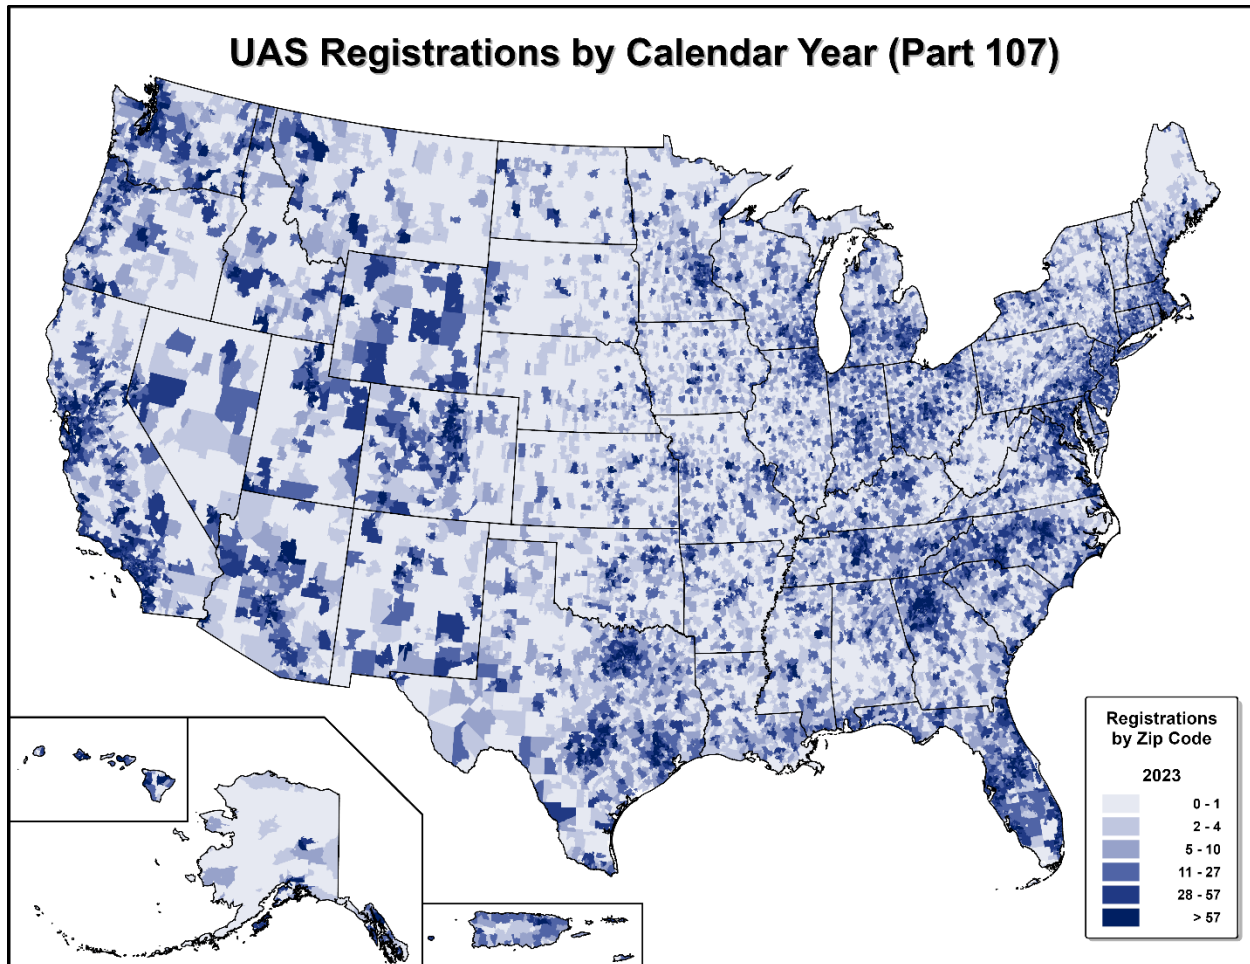 UAS Registrations by Calendar Year (Part 107)
Registrations
by Zip Code
2023
0 - 1
2 - 4
5 - 10
11 - 27
28 - 57
> 57